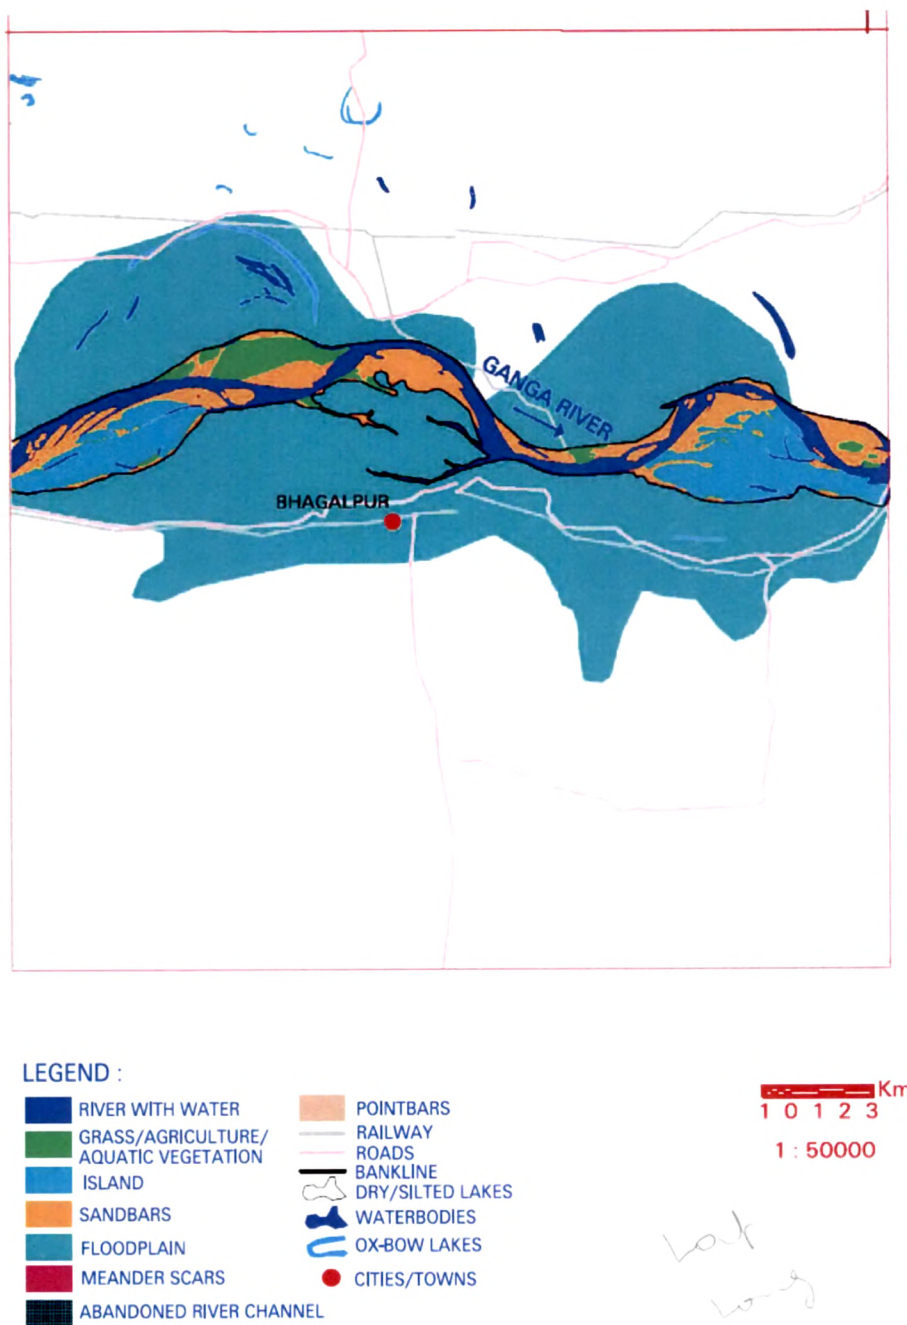 GANGA RIVER
BHAGALPUR
LEGEND :
RIVER WITH WATER
GRASS/AGRICULTURE/
AQUATIC VEGETATION
ISLAND
SANDBARS
FLOODPLAIN
MEANDER SCARS
ABANDONED RIVER CHANNEL
POINTBARS
RAILWAY
ROADS
BANKLINE
DRY/SILTED LAKES
WATERBODIES
OX-BOW LAKES
CITIES/TOWNS
Km
1 0 1 2 3
1 : 50000
Long